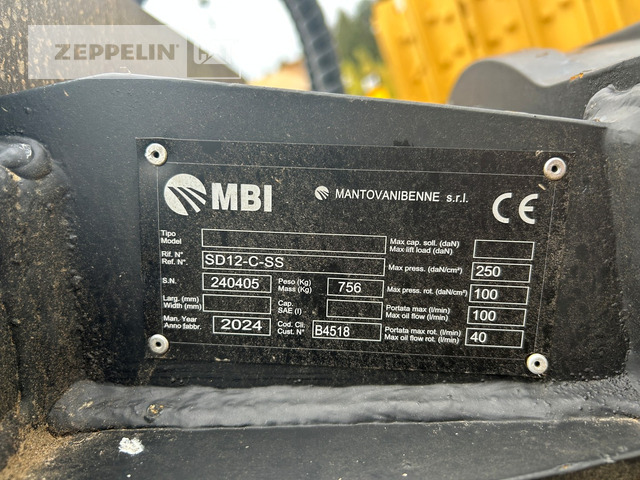 ZEPPELIN
MBI MANTOVANIBENNE s.r.l. CE
Tipo
Model
Max cap. soll. (daN)
Max lift load (daN)
Rif. N°
Ref. N°. SD12-C-SS
Max press. (daN/cm²) 250
S.N. 240405
Peso (Kg)
Mass (Kg) 756
Max press. rot. (daN/cm²) 100
Larg. (mm)
Width (mm)
Cap.
SAE (l)
Portata max (l/min)
Max oil flow (l/min) 100
Man. Year
Anno fabbr. 2024
Cod. Cli:
Cust. N° B4518
Portata max rot. (l/min)
Max oil flow rot. (l/min) 40